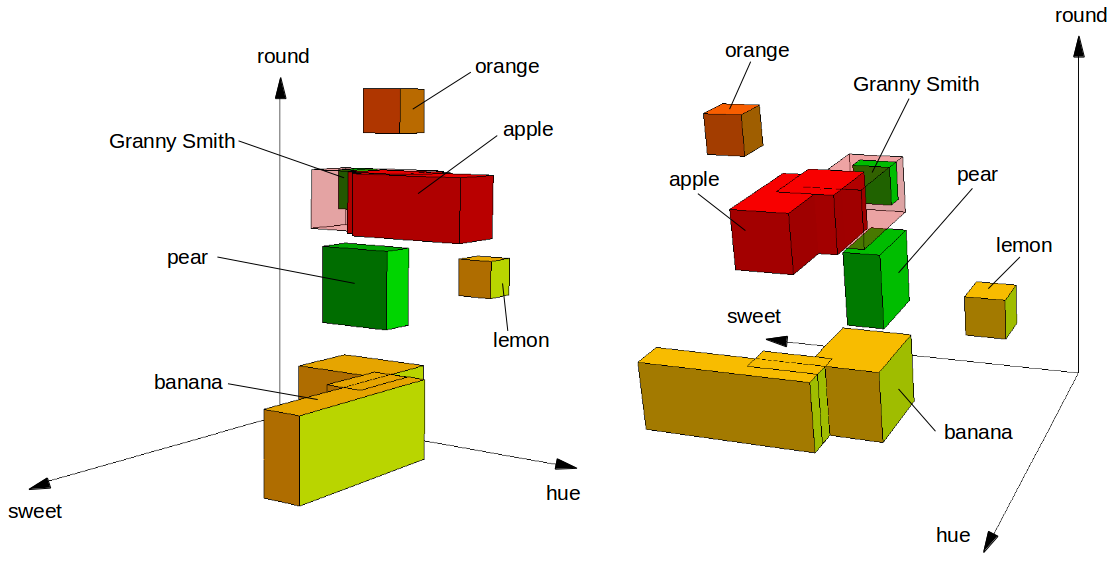 round
orange
Granny Smith
apple
pear
lemon
banana
sweet
hue
round
orange
Granny Smith
apple
pear
lemon
sweet
banana
hue